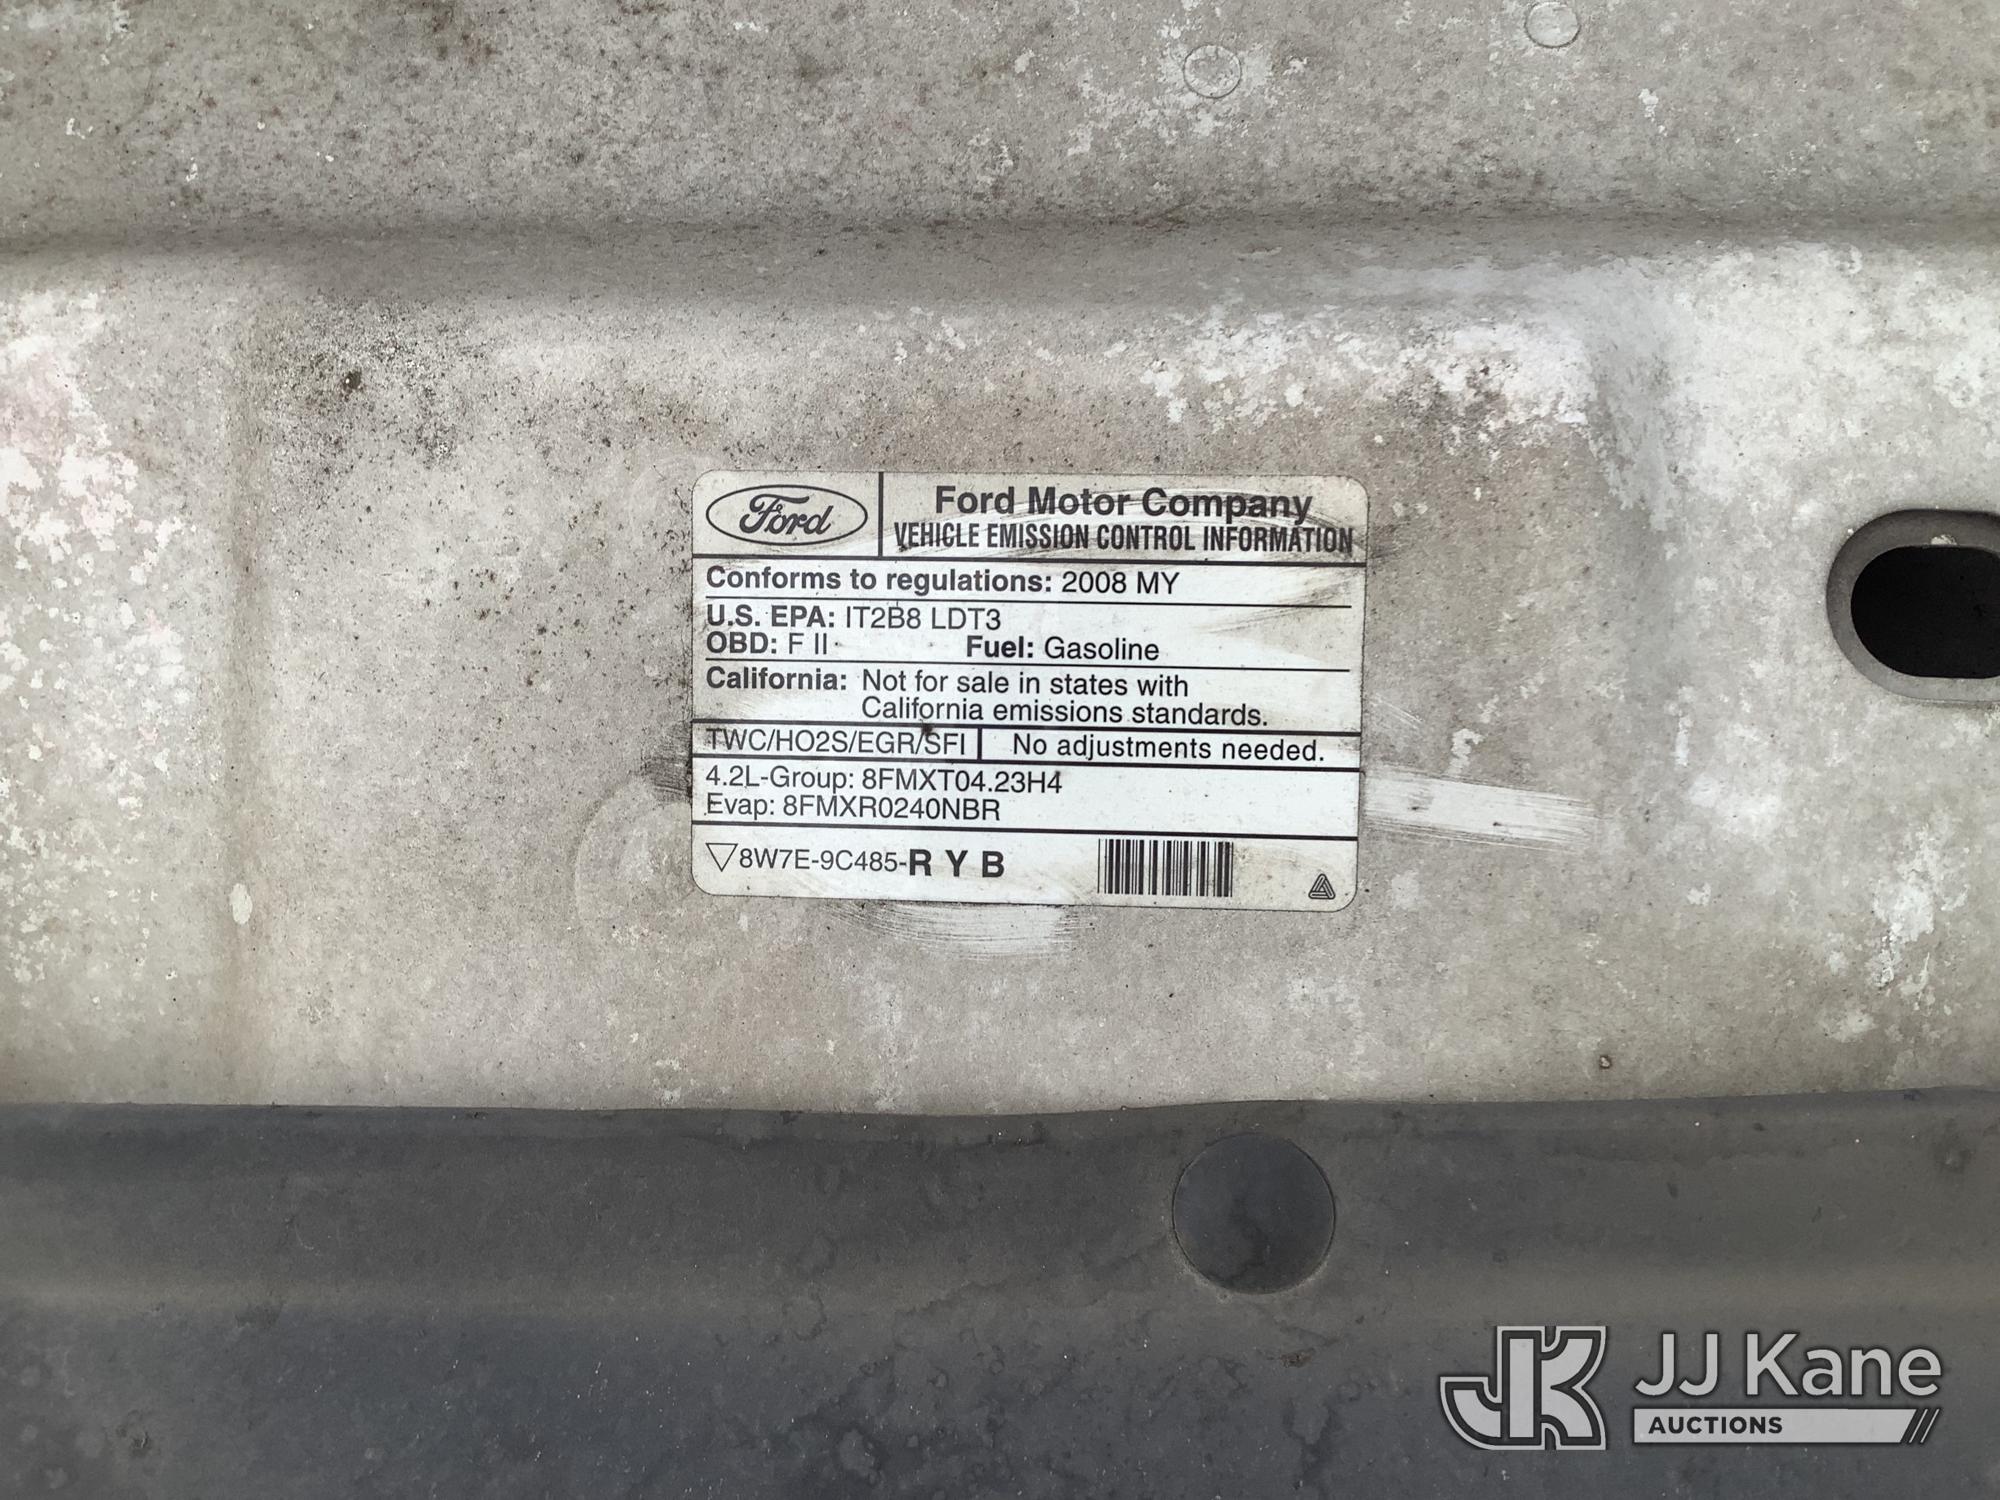 Ford
Ford Motor Company
VEHICLE EMISSION CONTROL INFORMATION
Conforms to regulations: 2008 MY
U.S. EPA: IT2B8 LDT3
OBD: F II Fuel: Gasoline
California: Not for sale in states with
California emissions standards.
TWC/HO2S/EGR/SFI No adjustments needed.
4.2L-Group: 8FMXT04.23H4
Evap: 8FMXR0240NBR
8W7E-9C485-R Y B
JK JJ Kane
AUCTIONS